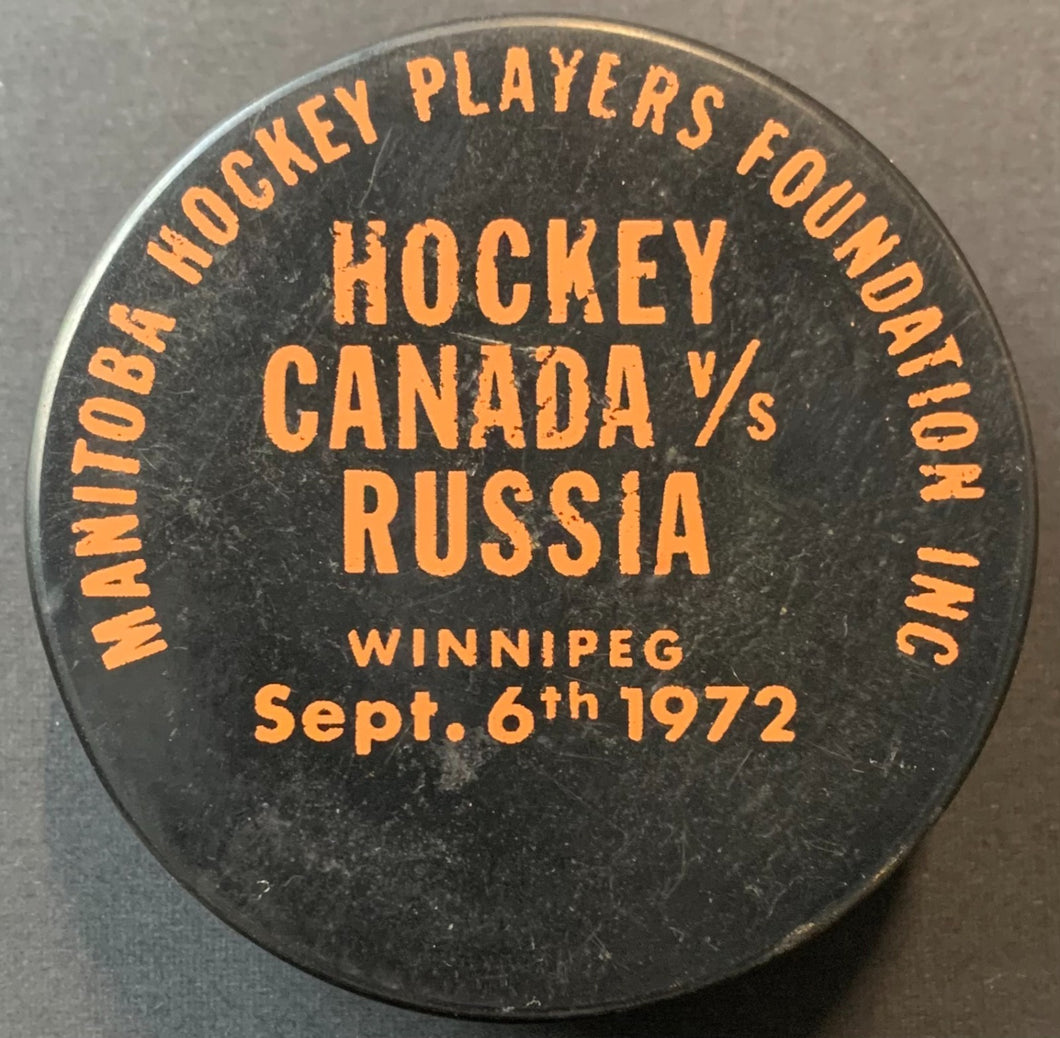 MANITOBA HOCKEY PLAYERS FOUNDATION INC
HOCKEY
CANADA V/S
RUSSIA
WINNIPEG
Sept. 6th 1972